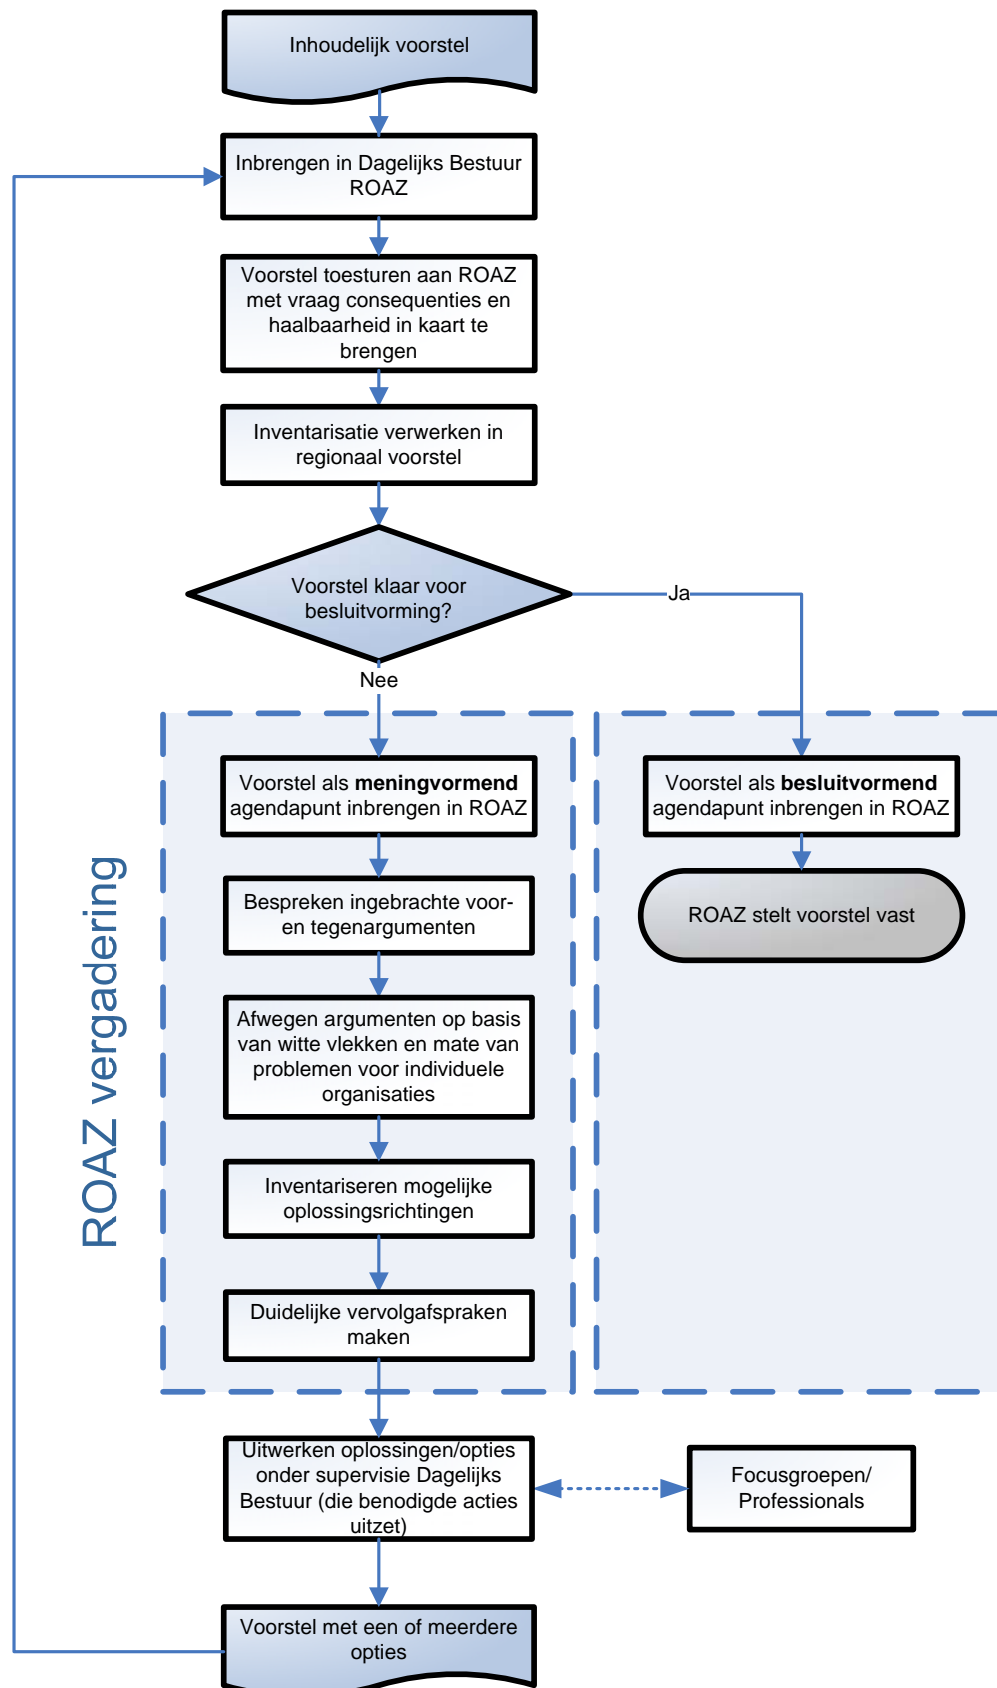 Inhoudelijk voorstel
Inbrengen in Dagelijks Bestuur
ROAZ
Voorstel toesturen aan ROAZ
met vraag consequenties en
haalbaarheid in kaart te
brengen
Inventarisatie verwerken in
regionaal voorstel
Voorstel klaar voor
besluitvorming?
Ja
Nee
ROAZ vergadering
Voorstel als meningvormend
agendapunt inbrengen in ROAZ
Bespreken ingebrachte voor-
en tegenargumenten
Afwegen argumenten op basis
van witte vlekken en mate van
problemen voor individuele
organisaties
Inventariseren mogelijke
oplossingsrichtingen
Duidelijke vervolgafspraken
maken
Voorstel als besluitvormend
agendapunt inbrengen in ROAZ
ROAZ stelt voorstel vast
Uitwerken oplossingen/opties
onder supervisie Dagelijks
Bestuur (die benodigde acties
uitzet)
Focusgroepen/
Professionals
Voorstel met een of meerdere
opties